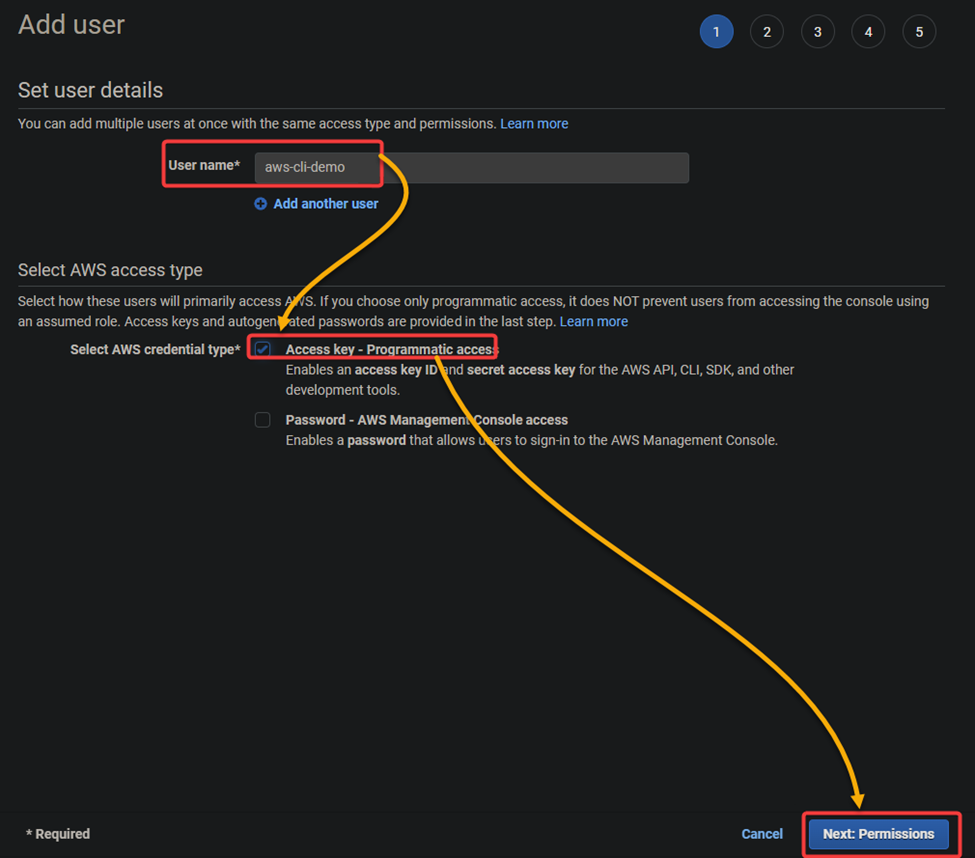 Add user
1 2 3 4 5
Set user details
You can add multiple users at once with the same access type and permissions. Learn more
User name* aws-cli-demo
Add another user
Select AWS access type
Select how these users will primarily access AWS. If you choose only programmatic access, it does NOT prevent users from accessing the console using
an assumed role. Access keys and autogenerated passwords are provided in the last step. Learn more
Select AWS credential type* Access key - Programmatic access
Enables an access key ID and secret access key for the AWS API, CLI, SDK, and other
development tools.
Password - AWS Management Console access
Enables a password that allows users to sign-in to the AWS Management Console.
* Required Cancel Next: Permissions